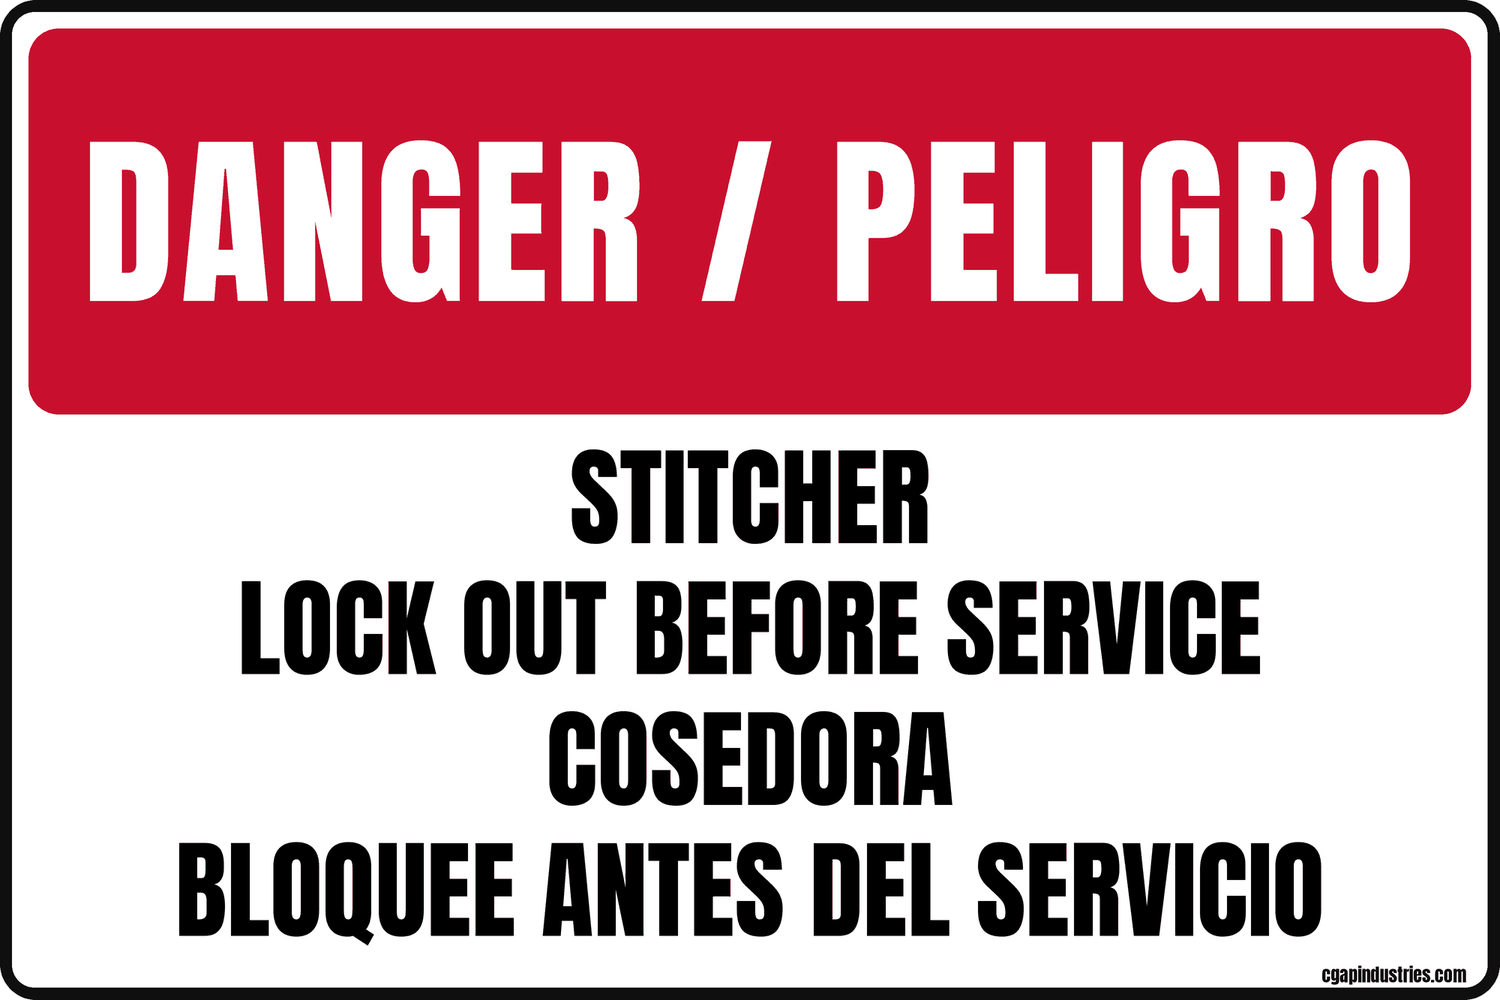 DANGER / PELIGRO
STITCHER
LOCK OUT BEFORE SERVICE
COSEDORA
BLOQUEE ANTES DEL SERVICIO
cgapindustries.com